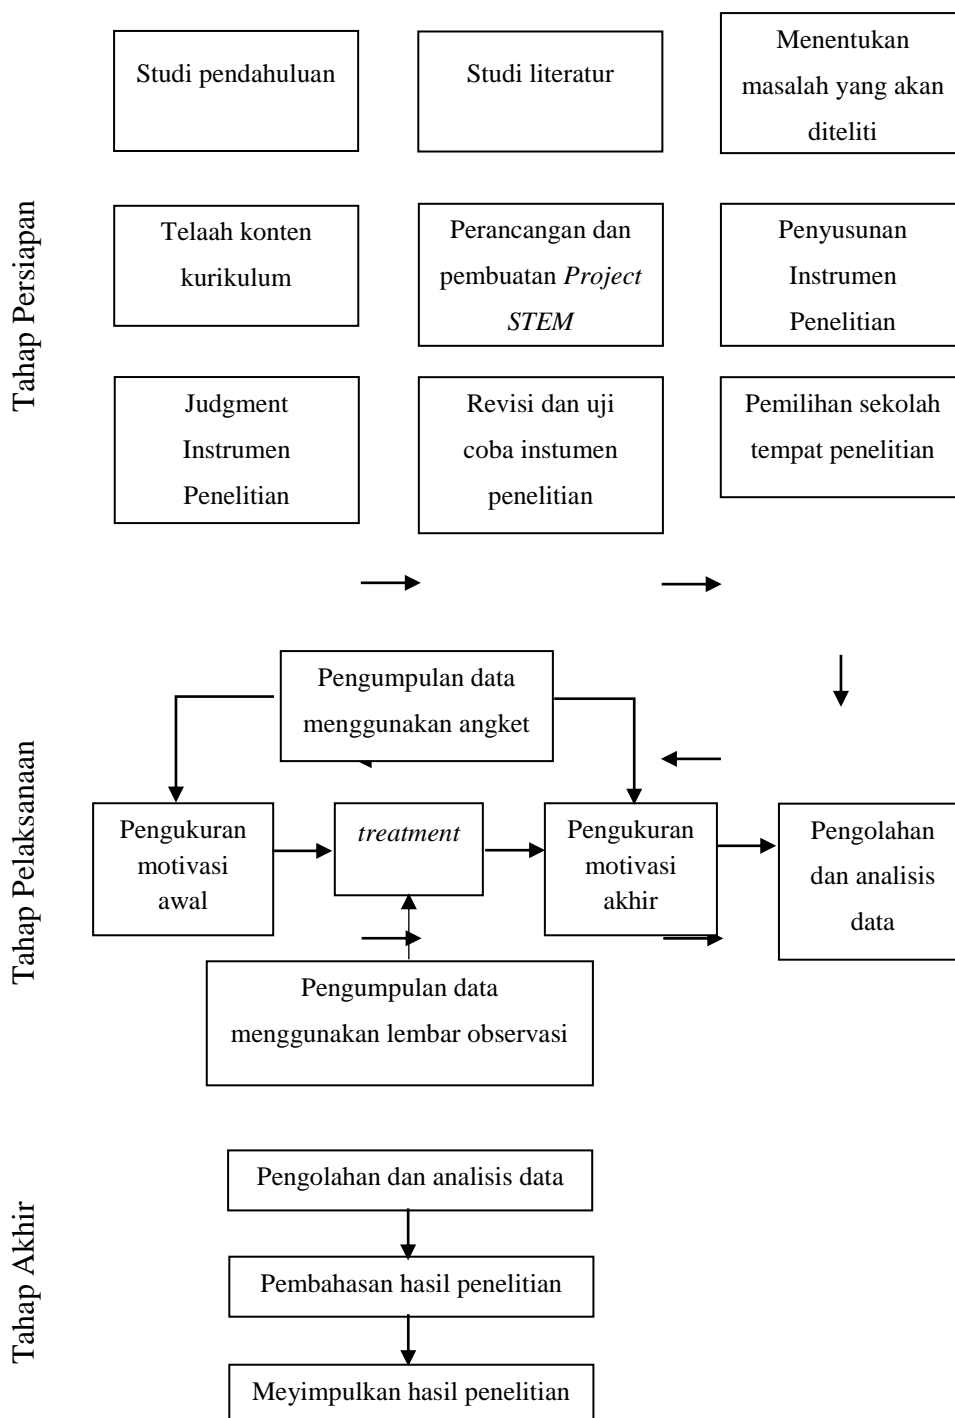 Tahap Persiapan
Studi pendahuluan
Studi literatur
Menentukan
masalah yang akan
diteliti
Telaah konten
kurikulum
Perancangan dan
pembuatan Project
STEM
Penyusunan
Instrumen
Penelitian
Judgment
Instrumen
Penelitian
Revisi dan uji
coba instumen
penelitian
Pemilihan sekolah
tempat penelitian
Tahap Pelaksanaan
Pengumpulan data
menggunakan angket
Pengukuran
motivasi
awal
treatment
Pengukuran
motivasi
akhir
Pengolahan
dan analisis
data
Pengumpulan data
menggunakan lembar observasi
Tahap Akhir
Pengolahan dan analisis data
Pembahasan hasil penelitian
Meyimpulkan hasil penelitian